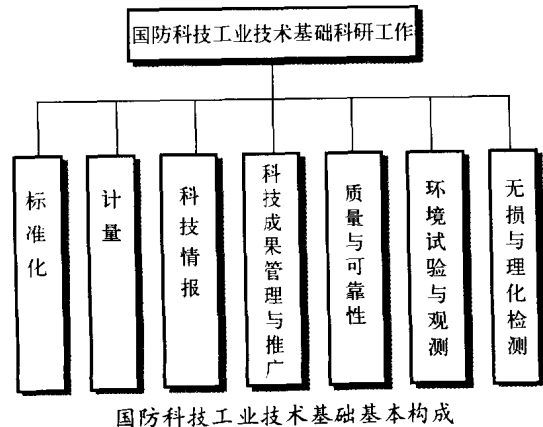 国防科技工业技术基础科研工作
标准化
计量
科技情报
科技成果管理与推广
质量与可靠性
环境试验与观测
无损与理化检测
国防科技工业技术基础基本构成